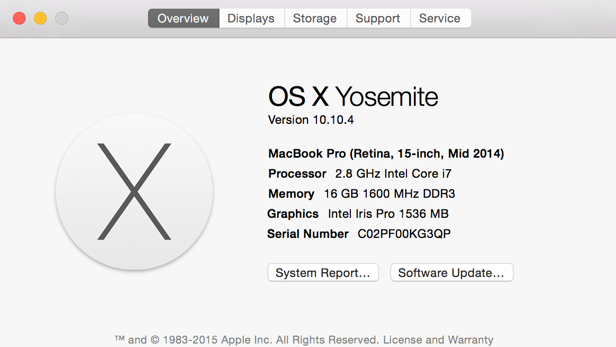 Overview Displays Storage Support Service
OS X Yosemite
Version 10.10.4
MacBook Pro (Retina, 15-inch, Mid 2014)
Processor 2.8 GHz Intel Core i7
Memory 16 GB 1600 MHz DDR3
Graphics Intel Iris Pro 1536 MB
Serial Number C02PF00KG3QP
System Report... Software Update...
™ and © 1983-2015 Apple Inc. All Rights Reserved. License and Warranty